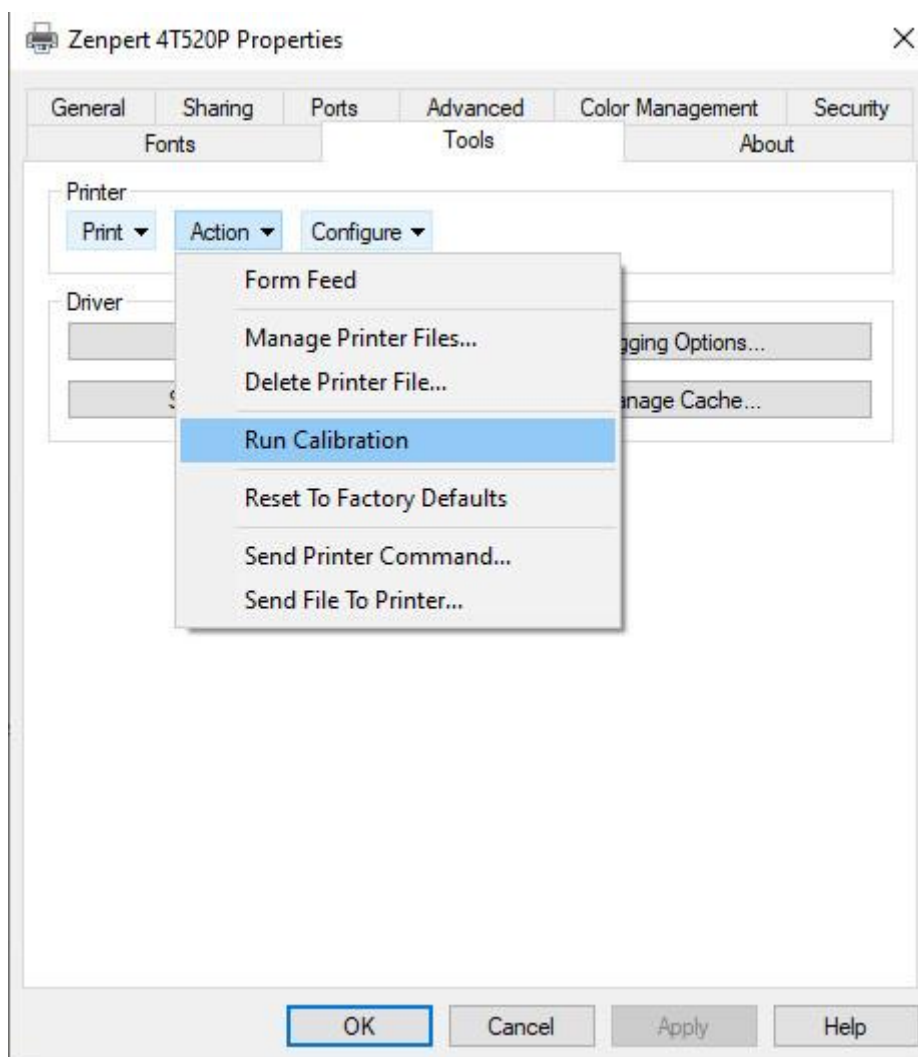 Zenpert 4T520P Properties
General Sharing Ports Advanced Color Management Security
Fonts Tools About
Printer
Print Action Configure
Form Feed
Driver
Manage Printer Files...
Options...
Delete Printer File...
Cache...
Run Calibration
Reset To Factory Defaults
Send Printer Command...
Send File To Printer...
OK Cancel Apply Help